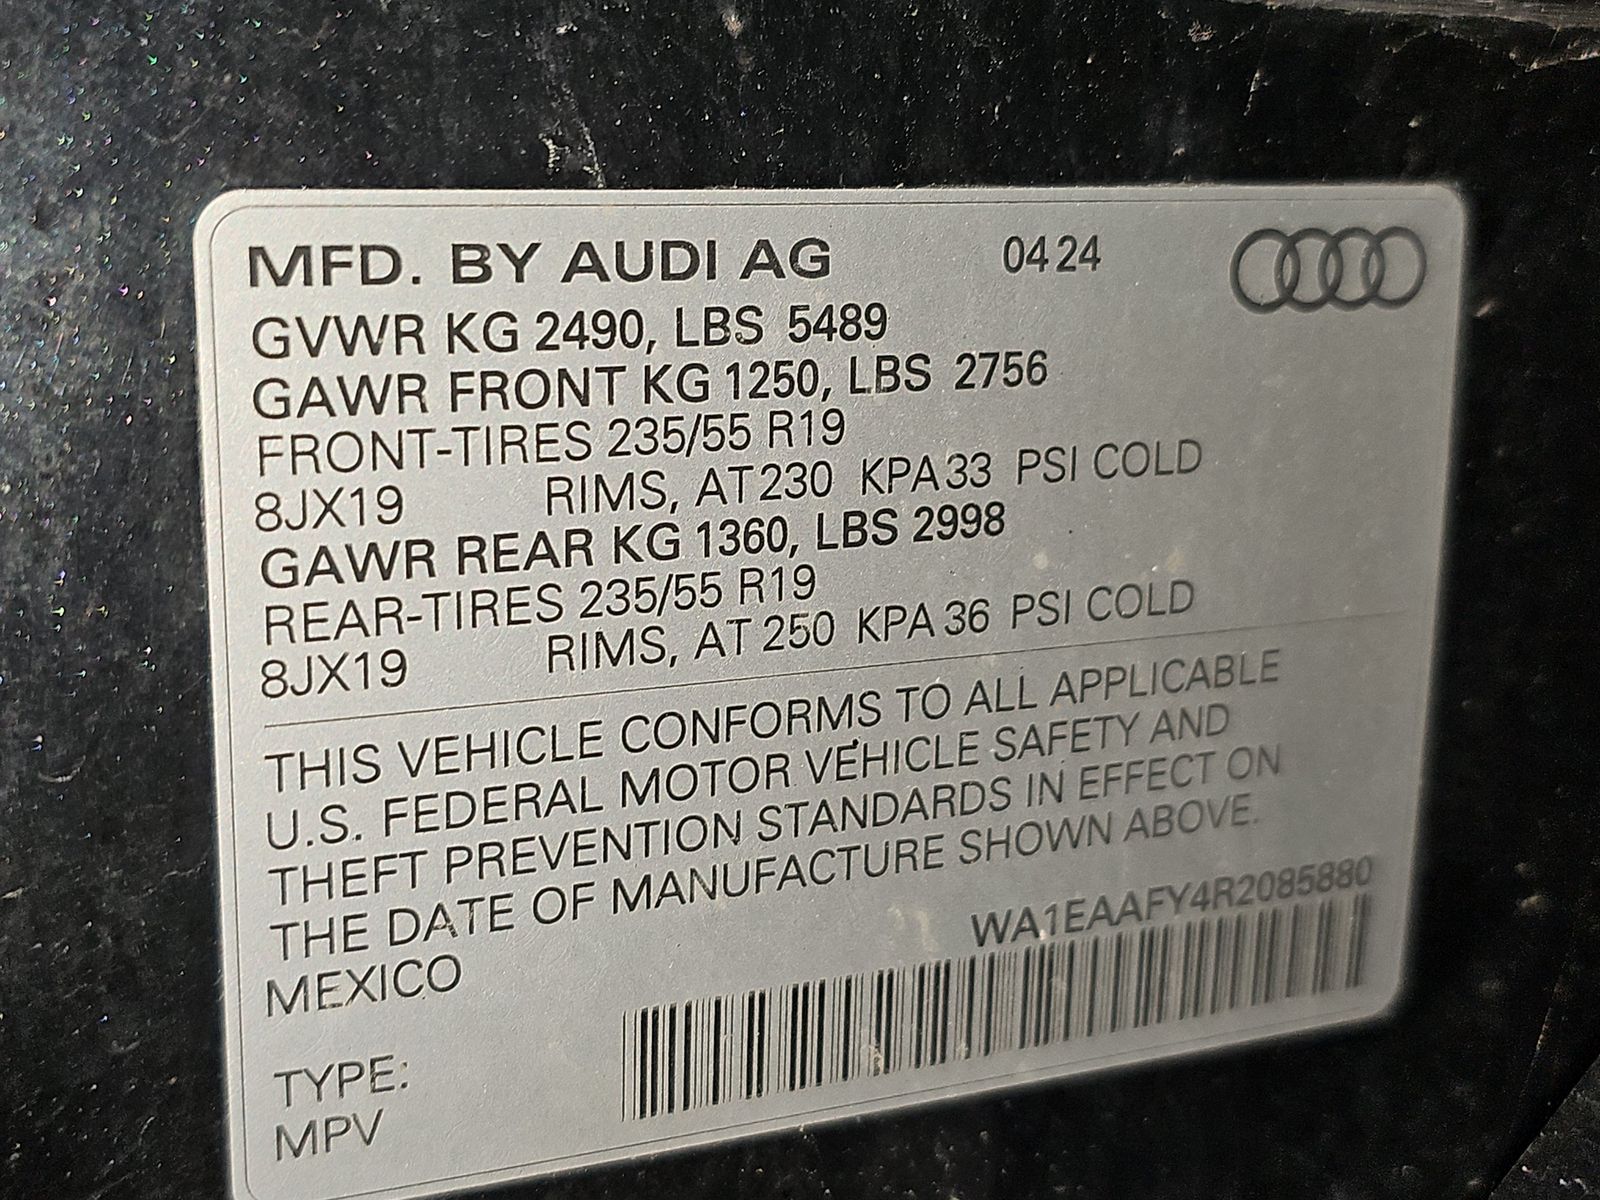 MFD. BY AUDI AG 04 24
GVWR KG 2490, LBS 5489
GAWR FRONT KG 1250, LBS 2756
FRONT-TIRES 235/55 R19
8JX19 RIMS, AT 230 KPA 33 PSI COLD
GAWR REAR KG 1360, LBS 2998
REAR-TIRES 235/55 R19
8JX19 RIMS, AT 250 KPA 36 PSI COLD
THIS VEHICLE CONFORMS TO ALL APPLICABLE
U.S. FEDERAL MOTOR VEHICLE SAFETY AND
THEFT PREVENTION STANDARDS IN EFFECT ON
THE DATE OF MANUFACTURE SHOWN ABOVE.
MEXICO WA1EAAFY4R2085880
TYPE:
MPV